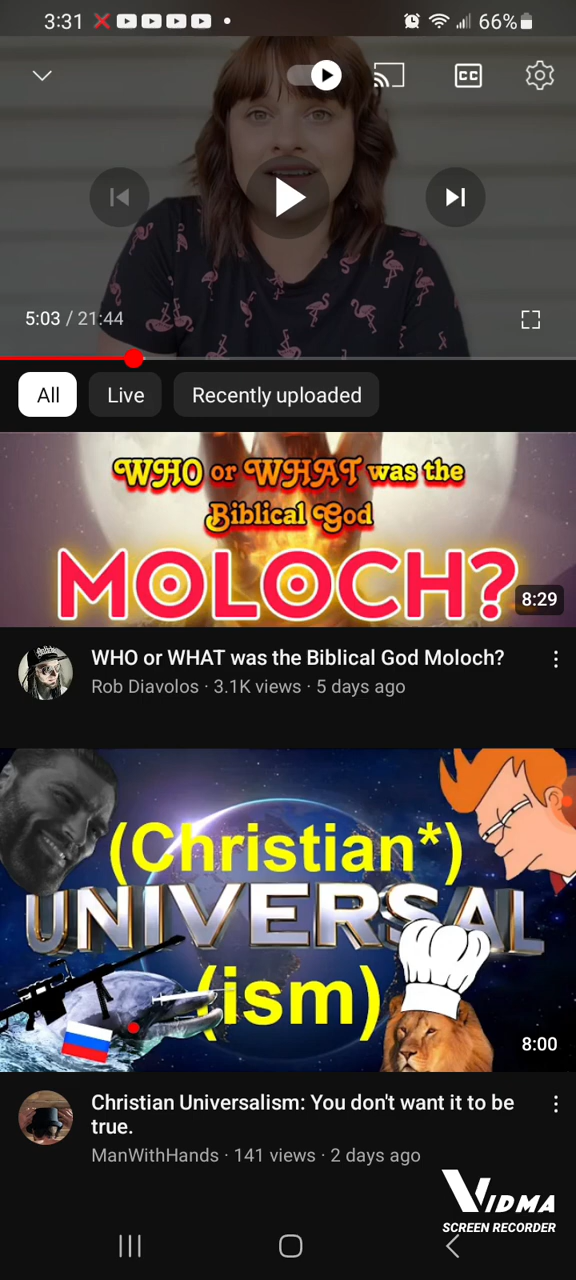 3:31
66%
CC
5:03 / 21:44
All
Live
Recently uploaded
WHO or WHAT was the
Biblical God
MOLOCH?
8:29
WHO or WHAT was the Biblical God Moloch?
Rob Diavolos · 3.1K views · 5 days ago
(Christian*)
UNIVERSAL
(ism)
8:00
Christian Universalism: You don't want it to be
true.
ManWithHands · 141 views · 2 days ago
VIDMA
SCREEN RECORDER